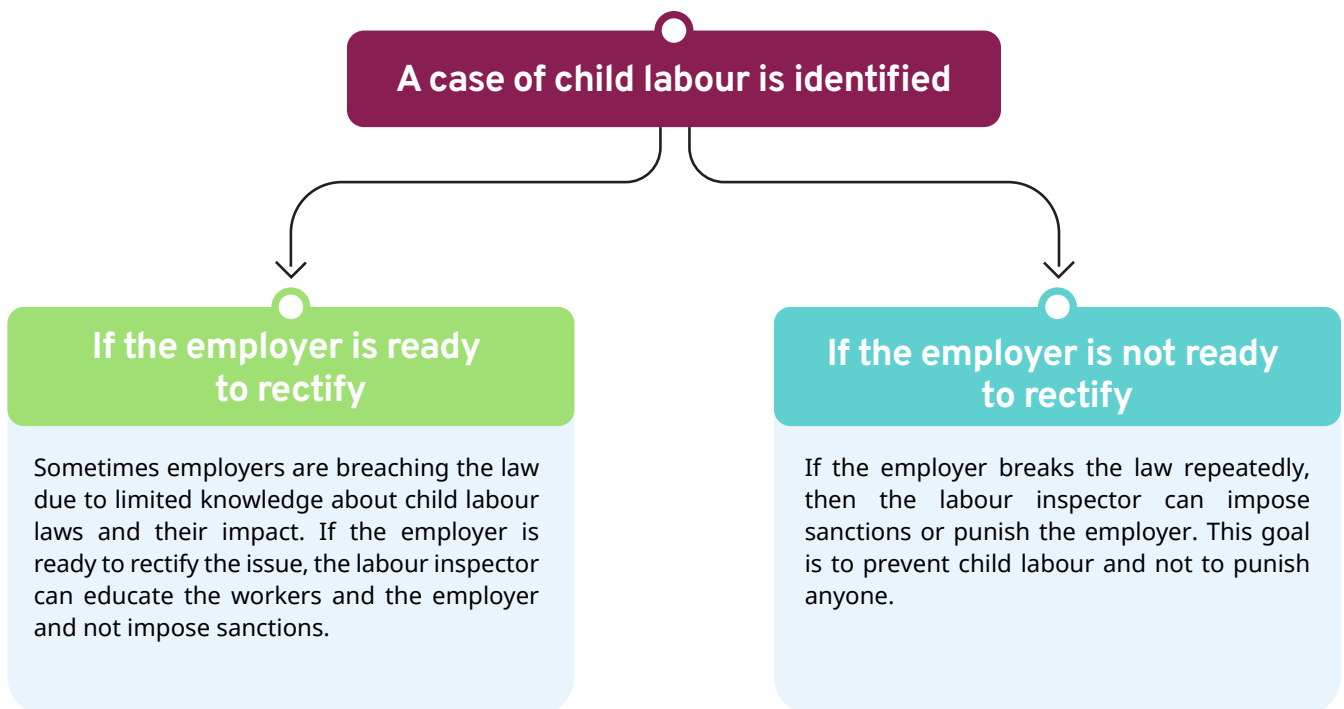 A case of child labour is identified
If the employer is ready
to rectify
Sometimes employers are breaching the law
due to limited knowledge about child labour
laws and their impact. If the employer is
ready to rectify the issue, the labour inspector
can educate the workers and the employer
and not impose sanctions.
If the employer is not ready
to rectify
If the employer breaks the law repeatedly,
then the labour inspector can impose
sanctions or punish the employer. This goal
is to prevent child labour and not to punish
anyone.